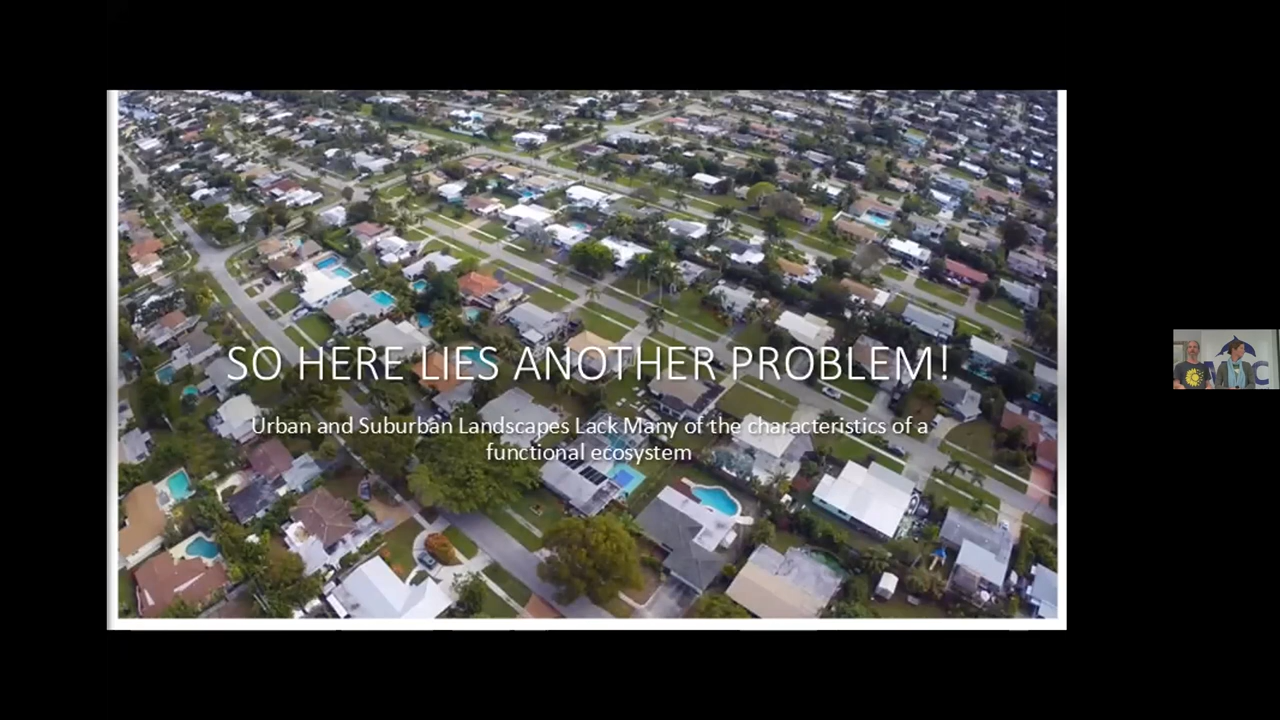 SO HERE LIES ANOTHER PROBLEM!
Urban and Suburban Landscapes Lack Many of the characteristics of a
functional ecosystem